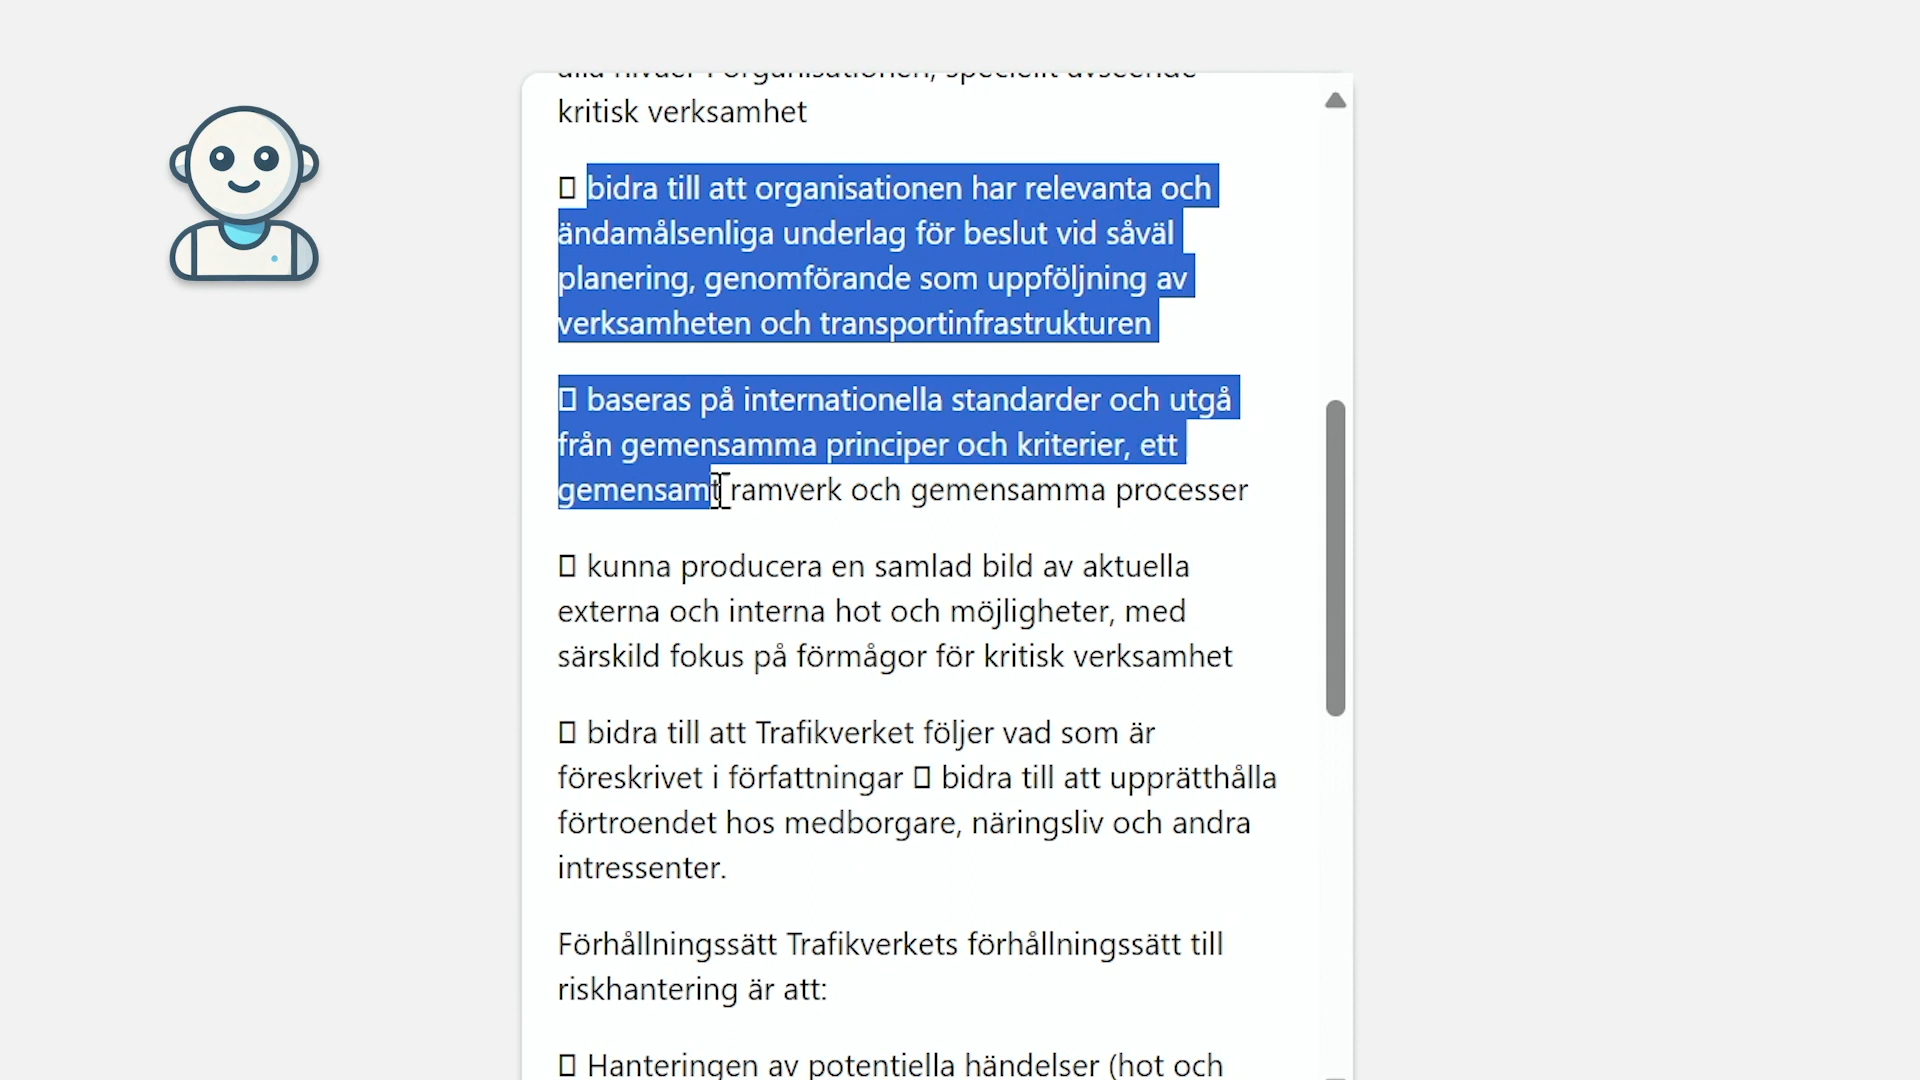 alla nivåer i organisationen, speciellt avseende
kritisk verksamhet
▯ bidra till att organisationen har relevanta och
ändamålsenliga underlag för beslut vid såväl
planering, genomförande som uppföljning av
verksamheten och transportinfrastrukturen
▯ baseras på internationella standarder och utgå
från gemensamma principer och kriterier, ett
gemensamt ramverk och gemensamma processer
▯ kunna producera en samlad bild av aktuella
externa och interna hot och möjligheter, med
särskild fokus på förmågor för kritisk verksamhet
▯ bidra till att Trafikverket följer vad som är
föreskrivet i författningar ▯ bidra till att upprätthålla
förtroendet hos medborgare, näringsliv och andra
intressenter.
Förhållningssätt Trafikverkets förhållningssätt till
riskhantering är att:
▯ Hanteringen av potentiella händelser (hot och